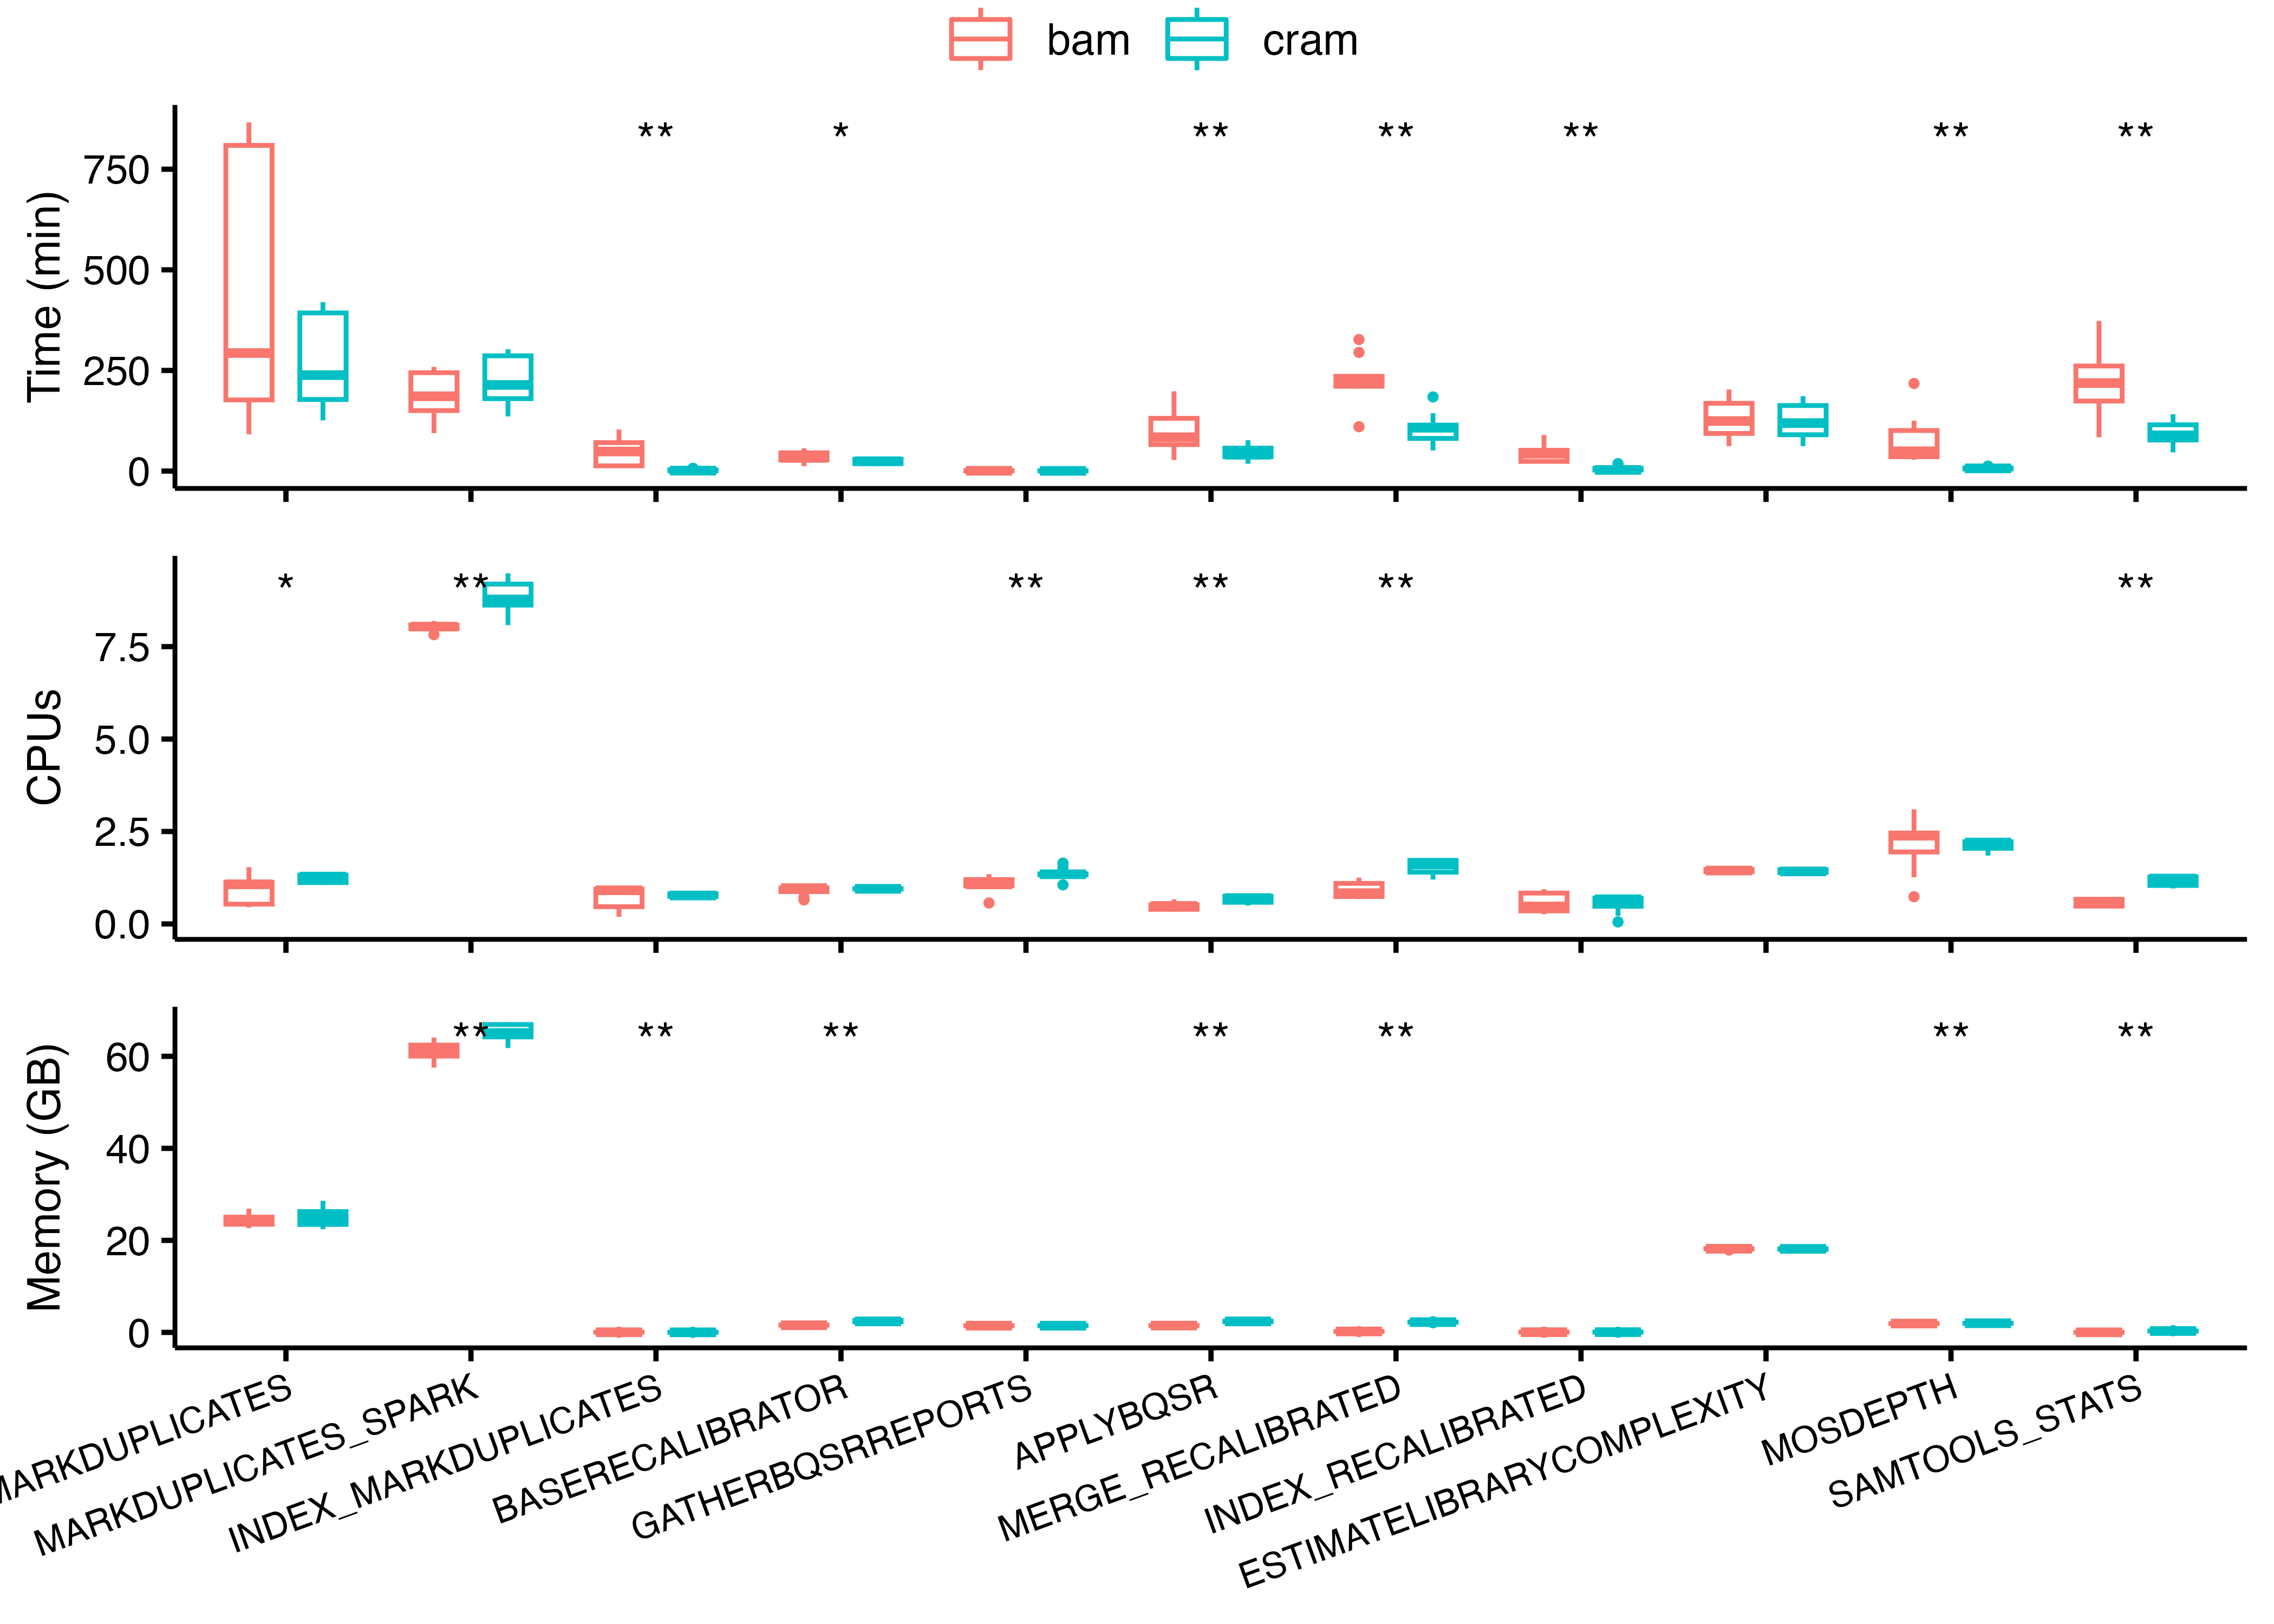 bam cram
Time (min)
750
500
250
0
** * ** ** ** ** **
CPUs
7.5
5.0
2.5
0.0
* ** ** ** ** **
Memory (GB)
60
40
20
0
** ** ** ** ** ** **
MARKDUPLICATES
MARKDUPLICATES_SPARK
INDEX_MARKDUPLICATES
BASERECALIBRATOR
GATHERBQSRREPORTS
APPLYBQSR
MERGE_RECALIBRATED
INDEX_RECALIBRATED
ESTIMATELIBRARYCOMPLEXITY
MOSDEPTH
SAMTOOLS_STATS